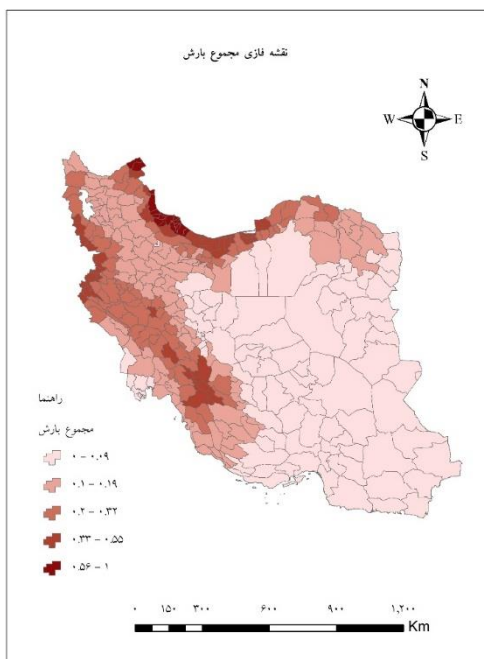 نقشه فازی مجموع بارش
N
W E
S
راهنما
مجموع بارش
۰ - ۰.۰۹
۰.۱ - ۰.۱۹
۰.۲ - ۰.۳۲
۰.۳۳ - ۰.۵۵
۰.۵۶ - ۱
۰ ۱۵۰ ۳۰۰ ۶۰۰ ۹۰۰ ۱,۲۰۰
Km